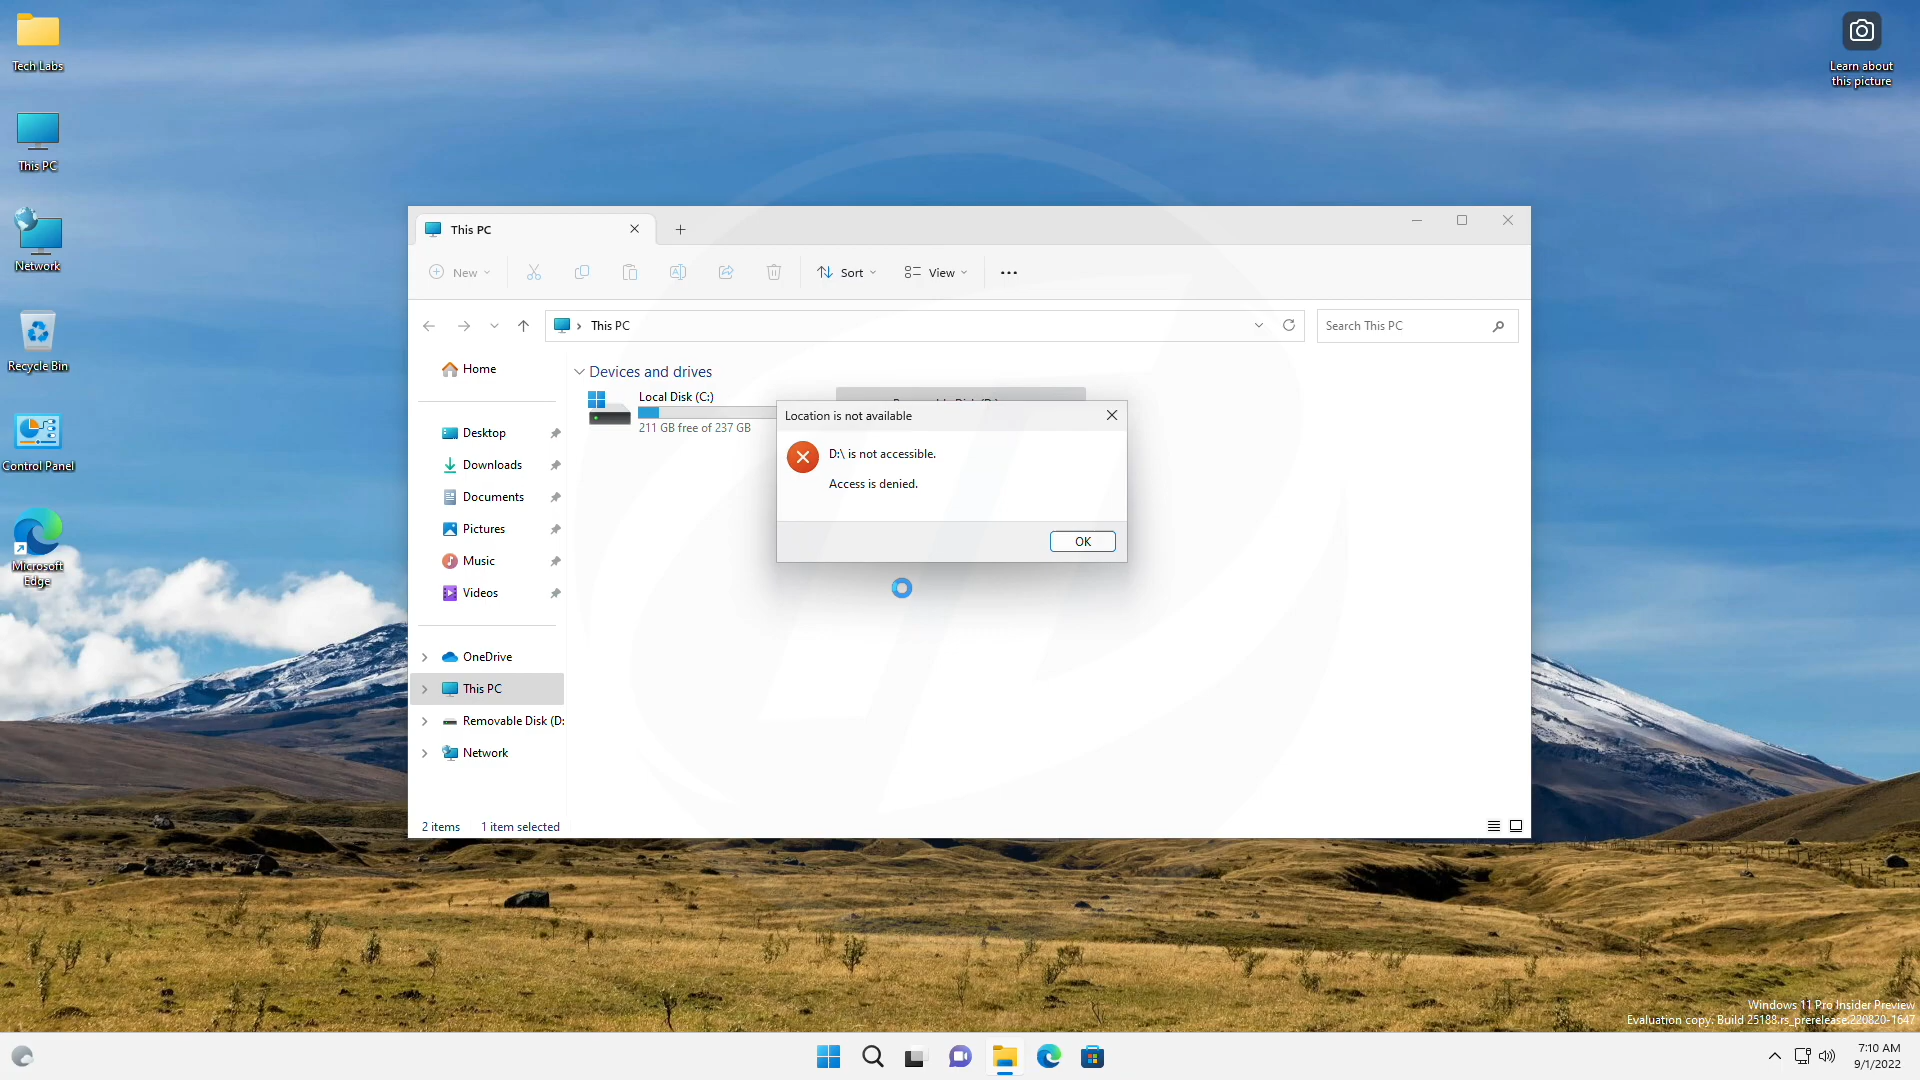 Tech Labs
This PC
Network
Recycle Bin
Control Panel
Microsoft
Edge
Learn about
this picture
This PC
New
Sort
View
This PC
Search This PC
Home
Desktop
Downloads
Documents
Pictures
Music
Videos
OneDrive
This PC
Removable Disk (D:
Network
Devices and drives
Local Disk (C:)
211 GB free of 237 GB
Location is not available
D:\ is not accessible.
Access is denied.
OK
2 items
1 item selected
Windows 11 Pro Insider Preview
Evaluation copy. Build 25188.rs_prerelease.220820-1647
7:10 AM
9/1/2022